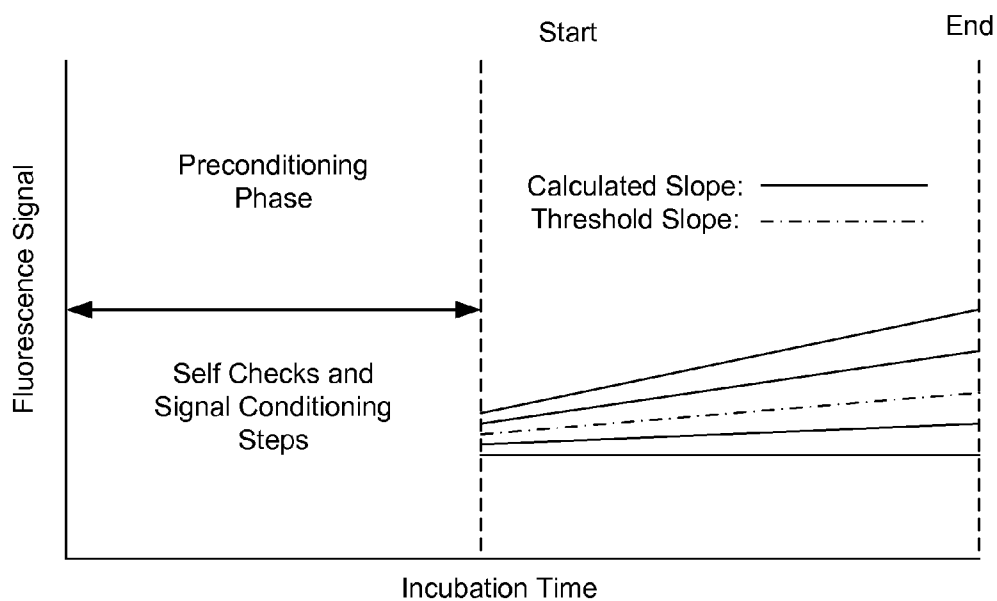 Start
End
Preconditioning
Phase
Calculated Slope:
Threshold Slope:
Fluorescence Signal
Self Checks and
Signal Conditioning
Steps
Incubation Time